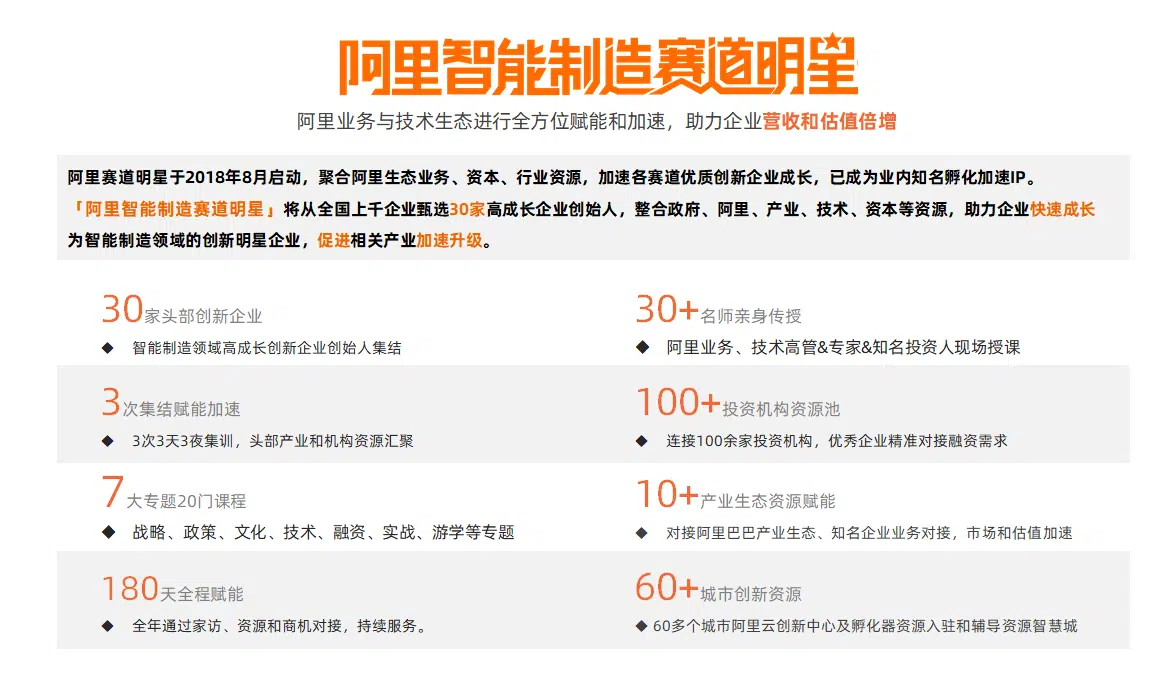 阿里智能制造赛道明星
阿里业务与技术生态进行全方位赋能和加速，助力企业营收和估值倍增
阿里赛道明星于2018年8月启动，聚合阿里生态业务、资本、行业资源，加速各赛道优质创新企业成长，已成为业内知名孵化加速IP。
「阿里智能制造赛道明星」将从全国上千企业甄选30家高成长企业创始人，整合政府、阿里、产业、技术、资本等资源，助力企业快速成长
为智能制造领域的创新明星企业，促进相关产业加速升级。
30家头部创新企业
◆ 智能制造领域高成长创新企业创始人集结
30+名师亲身传授
◆ 阿里业务、技术高管&专家&知名投资人现场授课
3次集结赋能加速
◆ 3次3天3夜集训，头部产业和机构资源汇聚
100+投资机构资源池
◆ 连接100余家投资机构，优秀企业精准对接融资需求
7大专题20门课程
◆ 战略、政策、文化、技术、融资、实战、游学等专题
10+产业生态资源赋能
◆ 对接阿里巴巴产业生态、知名企业业务对接，市场和估值加速
180天全程赋能
◆ 全年通过家访、资源和商机对接，持续服务。
60+城市创新资源
◆ 60多个城市阿里云创新中心及孵化器资源入驻和辅导资源智慧城